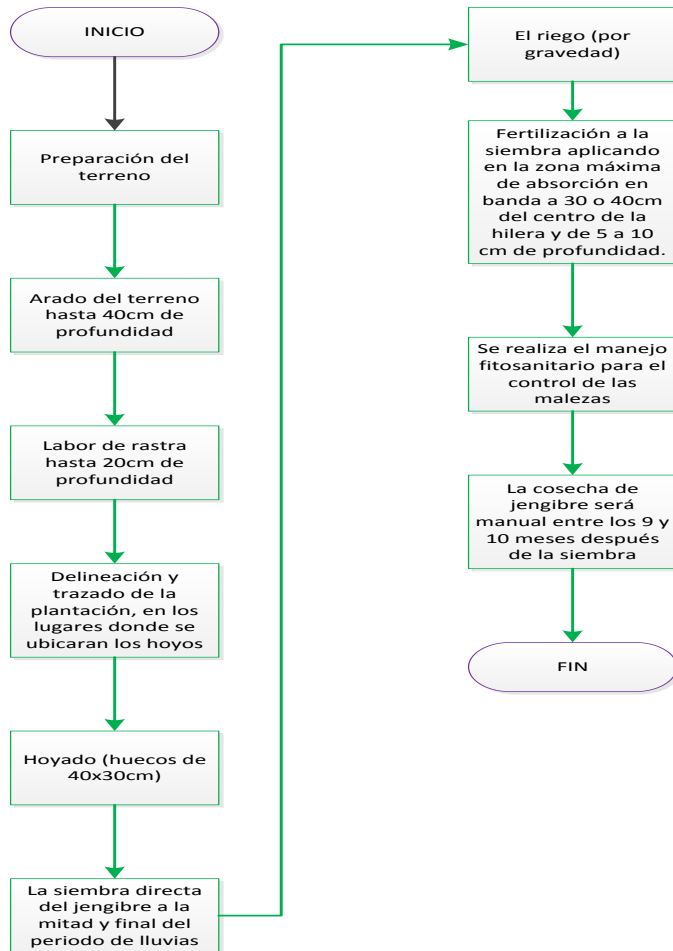 INICIO
Preparación del
terreno
Arado del terreno
hasta 40cm de
profundidad
Labor de rastra
hasta 20cm de
profundidad
Delineación y
trazado de la
plantación, en los
lugares donde se
ubicaran los hoyos
Hoyado (huecos de
40x30cm)
La siembra directa
del jengibre a la
mitad y final del
periodo de lluvias
El riego (por
gravedad)
Fertilización a la
siembra aplicando
en la zona máxima
de absorción en
banda a 30 o 40cm
del centro de la
hilera y de 5 a 10
cm de profundidad.
Se realiza el manejo
fitosanitario para el
control de las
malezas
La cosecha de
jengibre será
manual entre los 9 y
10 meses después
de la siembra
FIN